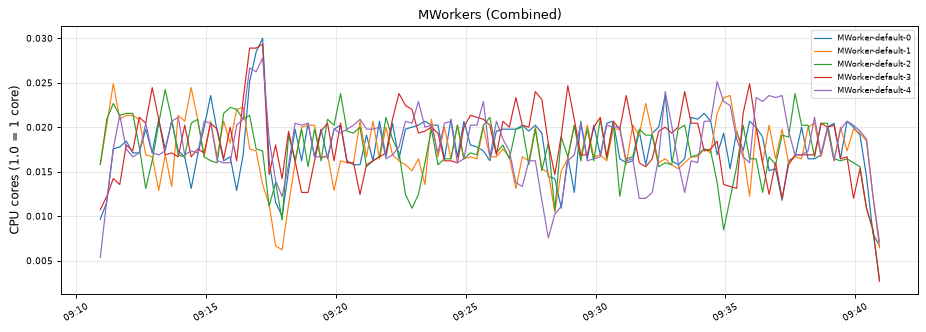 MWorkers (Combined)
CPU cores (1.0 = 1 core)
0.030
0.025
0.020
0.015
0.010
0.005
09:10
09:15
09:20
09:25
09:30
09:35
09:40
MWorker-default-0
MWorker-default-1
MWorker-default-2
MWorker-default-3
MWorker-default-4